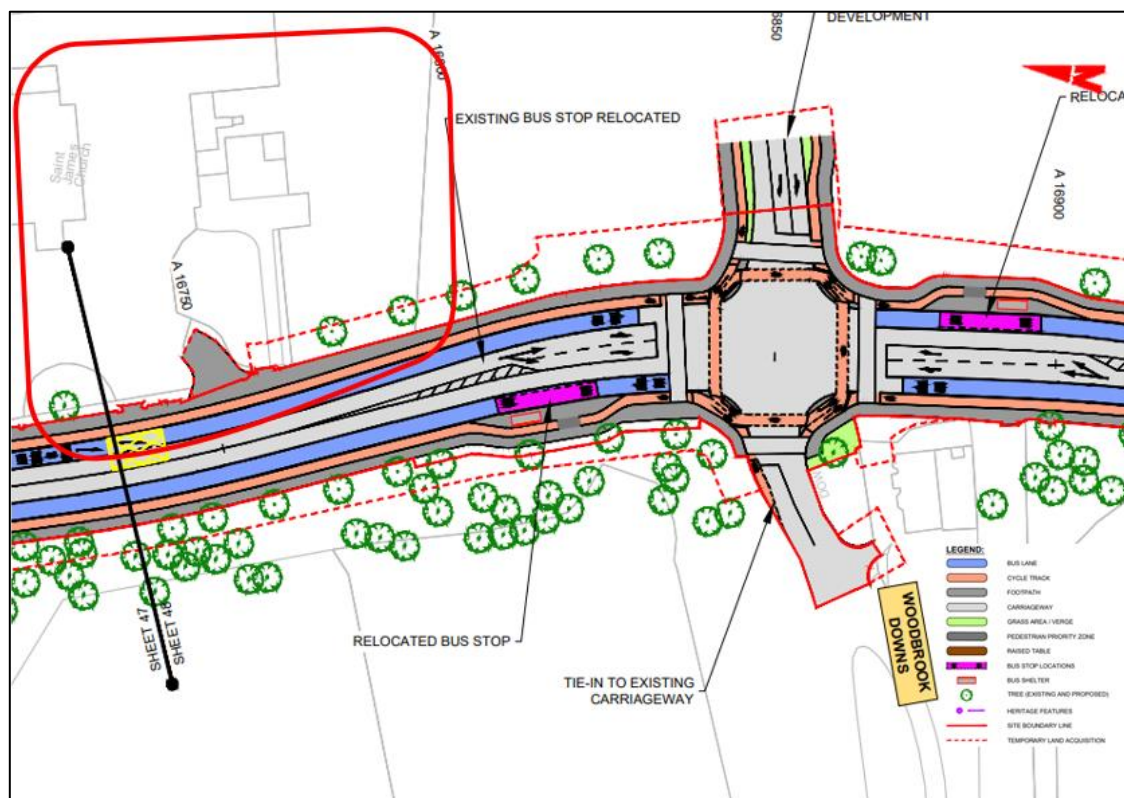 DEVELOPMENT
A 16800
16850
EXISTING BUS STOP RELOCATED
RELOCA
Saint
James
Church
A 16750
A 16900
SHEET 47
SHEET 48
RELOCATED BUS STOP
TIE-IN TO EXISTING
CARRIAGEWAY
WOODBROOK
DOWNS
LEGEND:
BUS LANE
CYCLE TRACK
FOOTPATH
CARRIAGEWAY
GRASS AREA / VERGE
PEDESTRIAN PRIORITY ZONE
RAISED TABLE
BUS STOP LOCATIONS
BUS SHELTER
TREE (EXISTING AND PROPOSED)
HERITAGE FEATURES
SITE BOUNDARY LINE
TEMPORARY LAND ACQUISITION